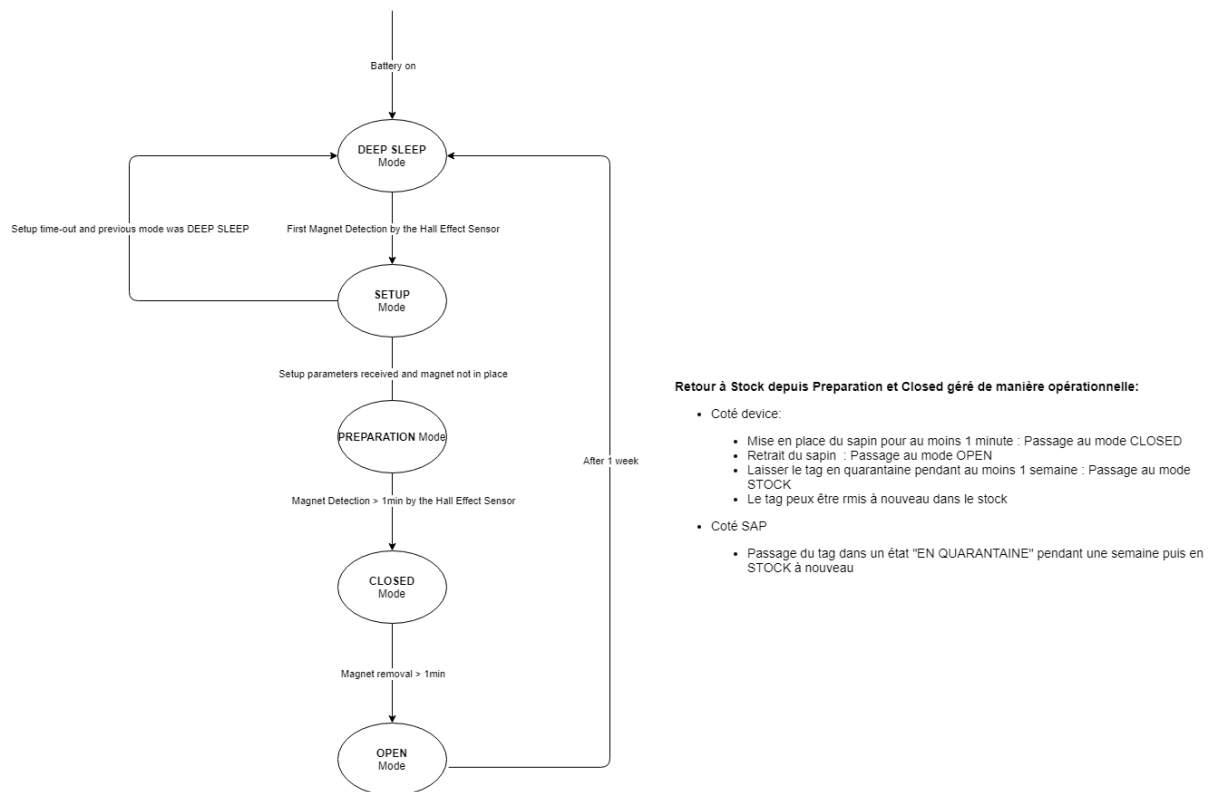 Battery on
DEEP SLEEP
Mode
Setup time-out and previous mode was DEEP SLEEP
First Magnet Detection by the Hall Effect Sensor
SETUP
Mode
Setup parameters received and magnet not in place
PREPARATION Mode
After 1 week
Magnet Detection > 1min by the Hall Effect Sensor
CLOSED
Mode
Magnet removal > 1min
OPEN
Mode
Retour à Stock depuis Preparation et Closed géré de manière opérationnelle:
• Coté device:
• Mise en place du sapin pour au moins 1 minute : Passage au mode CLOSED
• Retrait du sapin : Passage au mode OPEN
• Laisser le tag en quarantaine pendant au moins 1 semaine : Passage au mode
STOCK
• Le tag peux être rmis à nouveau dans le stock
• Coté SAP
• Passage du tag dans un état "EN QUARANTAINE" pendant une semaine puis en
STOCK à nouveau